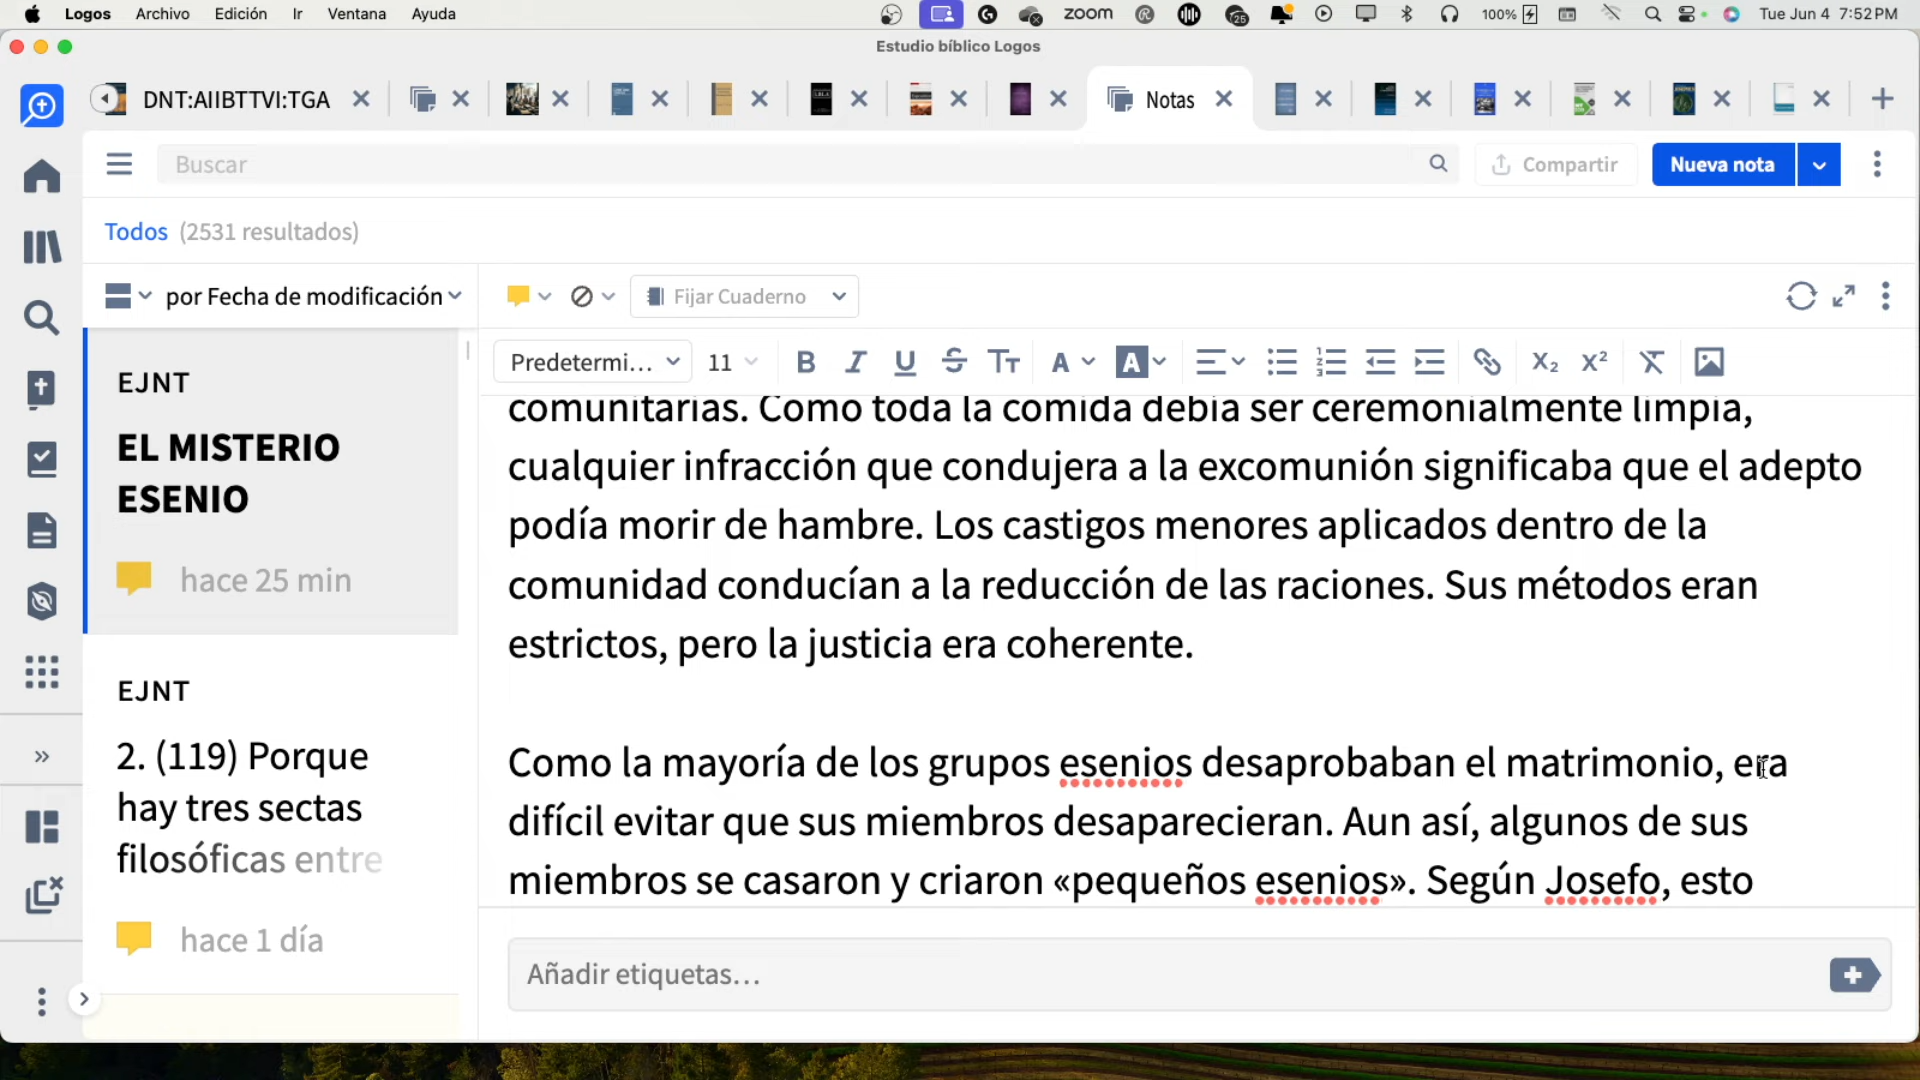 Logos Archivo Edición Ir Ventana Ayuda zoom 25 100% Tue Jun 4 7:52 PM
Estudio bíblico Logos
DNT:AIIBTTVI:TGA Notas
Buscar Compartir Nueva nota
Todos (2531 resultados)
por Fecha de modificación Fijar Cuaderno
Predetermi... 11 B I U S TT A A X2 X2
EJNT
EL MISTERIO
ESENIO
hace 25 min
EJNT
2. (119) Porque
hay tres sectas
filosóficas entre
hace 1 día
comunitarias. Como toda la comida debía ser ceremonialmente limpia,
cualquier infracción que condujera a la excomunión significaba que el adepto
podía morir de hambre. Los castigos menores aplicados dentro de la
comunidad conducían a la reducción de las raciones. Sus métodos eran
estrictos, pero la justicia era coherente.
Como la mayoría de los grupos esenios desaprobaban el matrimonio, era
difícil evitar que sus miembros desaparecieran. Aun así, algunos de sus
miembros se casaron y criaron «pequeños esenios». Según Josefo, esto
Añadir etiquetas...